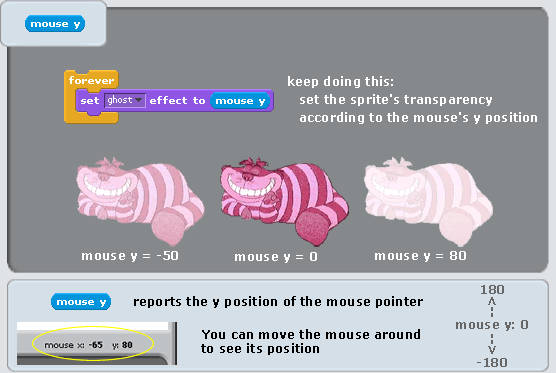 mouse y
forever
set ghost effect to mouse y
keep doing this:
set the sprite's transparency
according to the mouse's y position
mouse y = -50
mouse y = 0
mouse y = 80
mouse y reports the y position of the mouse pointer
mouse x: -65 y: 80
You can move the mouse around
to see its position
180
mouse y: 0
-180